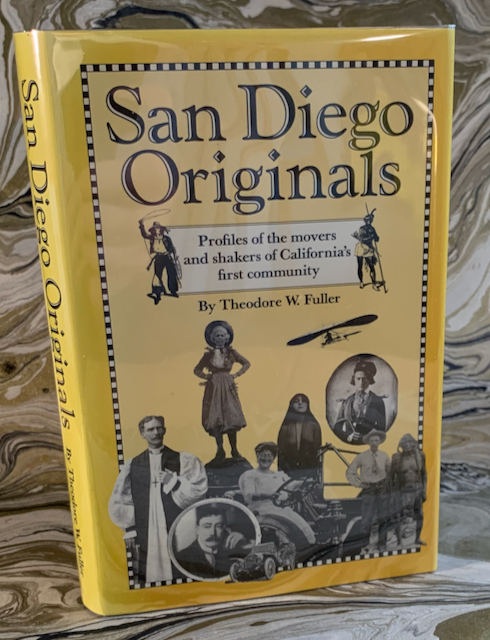 San Diego
Originals
Profiles of the movers
and shakers of California's
first community
By Theodore W. Fuller
San Diego Originals
By Theodore W. Fuller